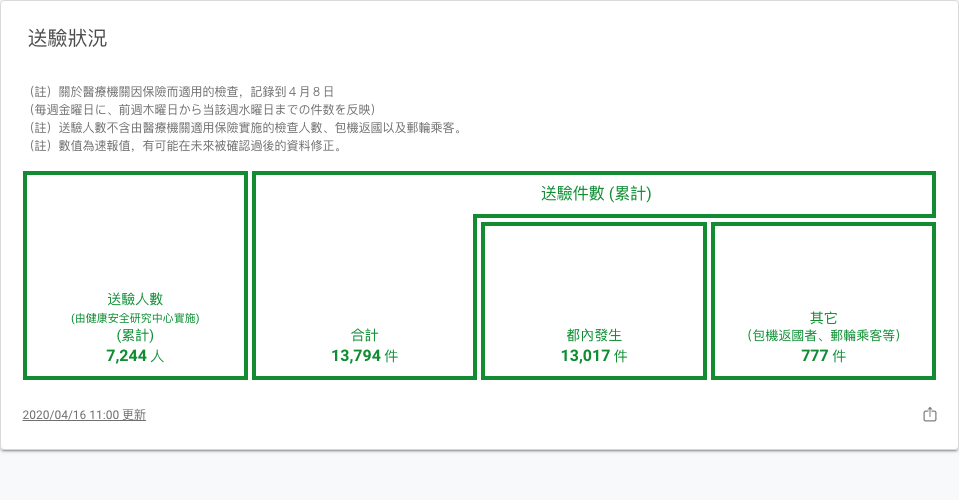 送驗狀況
（註）關於醫療機關因保險而適用的檢查，記錄到４月８日
（毎週金曜日に、前週木曜日から当該週水曜日までの件数を反映）
（註）送驗人數不含由醫療機關適用保險實施的檢查人數、包機返國以及郵輪乘客。
（註）數值為速報值，有可能在未來被確認過後的資料修正。
送驗件數 (累計)
送驗人數
(由健康安全研究中心實施)
(累計)
7,244 人
合計
13,794 件
都內發生
13,017 件
其它
（包機返國者、郵輪乘客等）
777 件
2020/04/16 11:00 更新